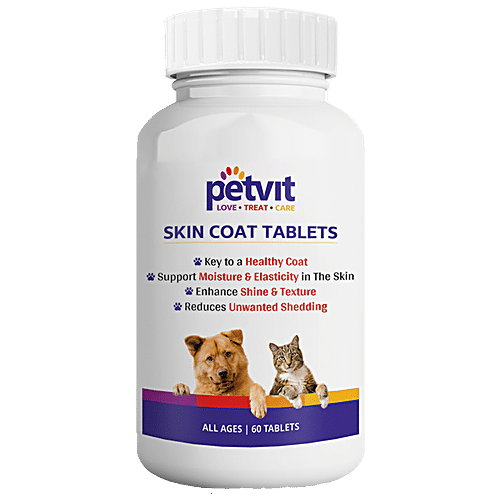 petvit
LOVE • TREAT • CARE
SKIN COAT TABLETS
Key to a Healthy Coat
Support Moisture & Elasticity in The Skin
Enhance Shine & Texture
Reduces Unwanted Shedding
ALL AGES | 60 TABLETS